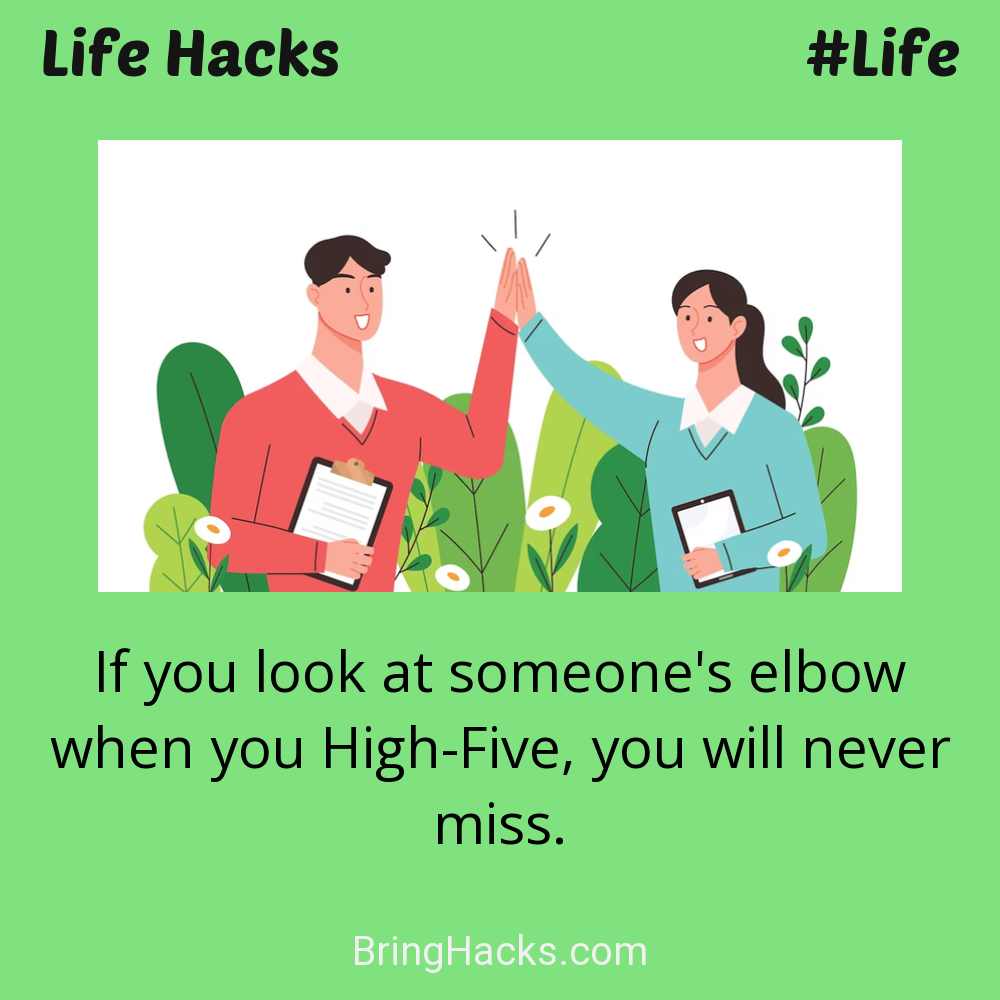 Life Hacks
#Life
If you look at someone's elbow
when you High-Five, you will never
miss.
BringHacks.com